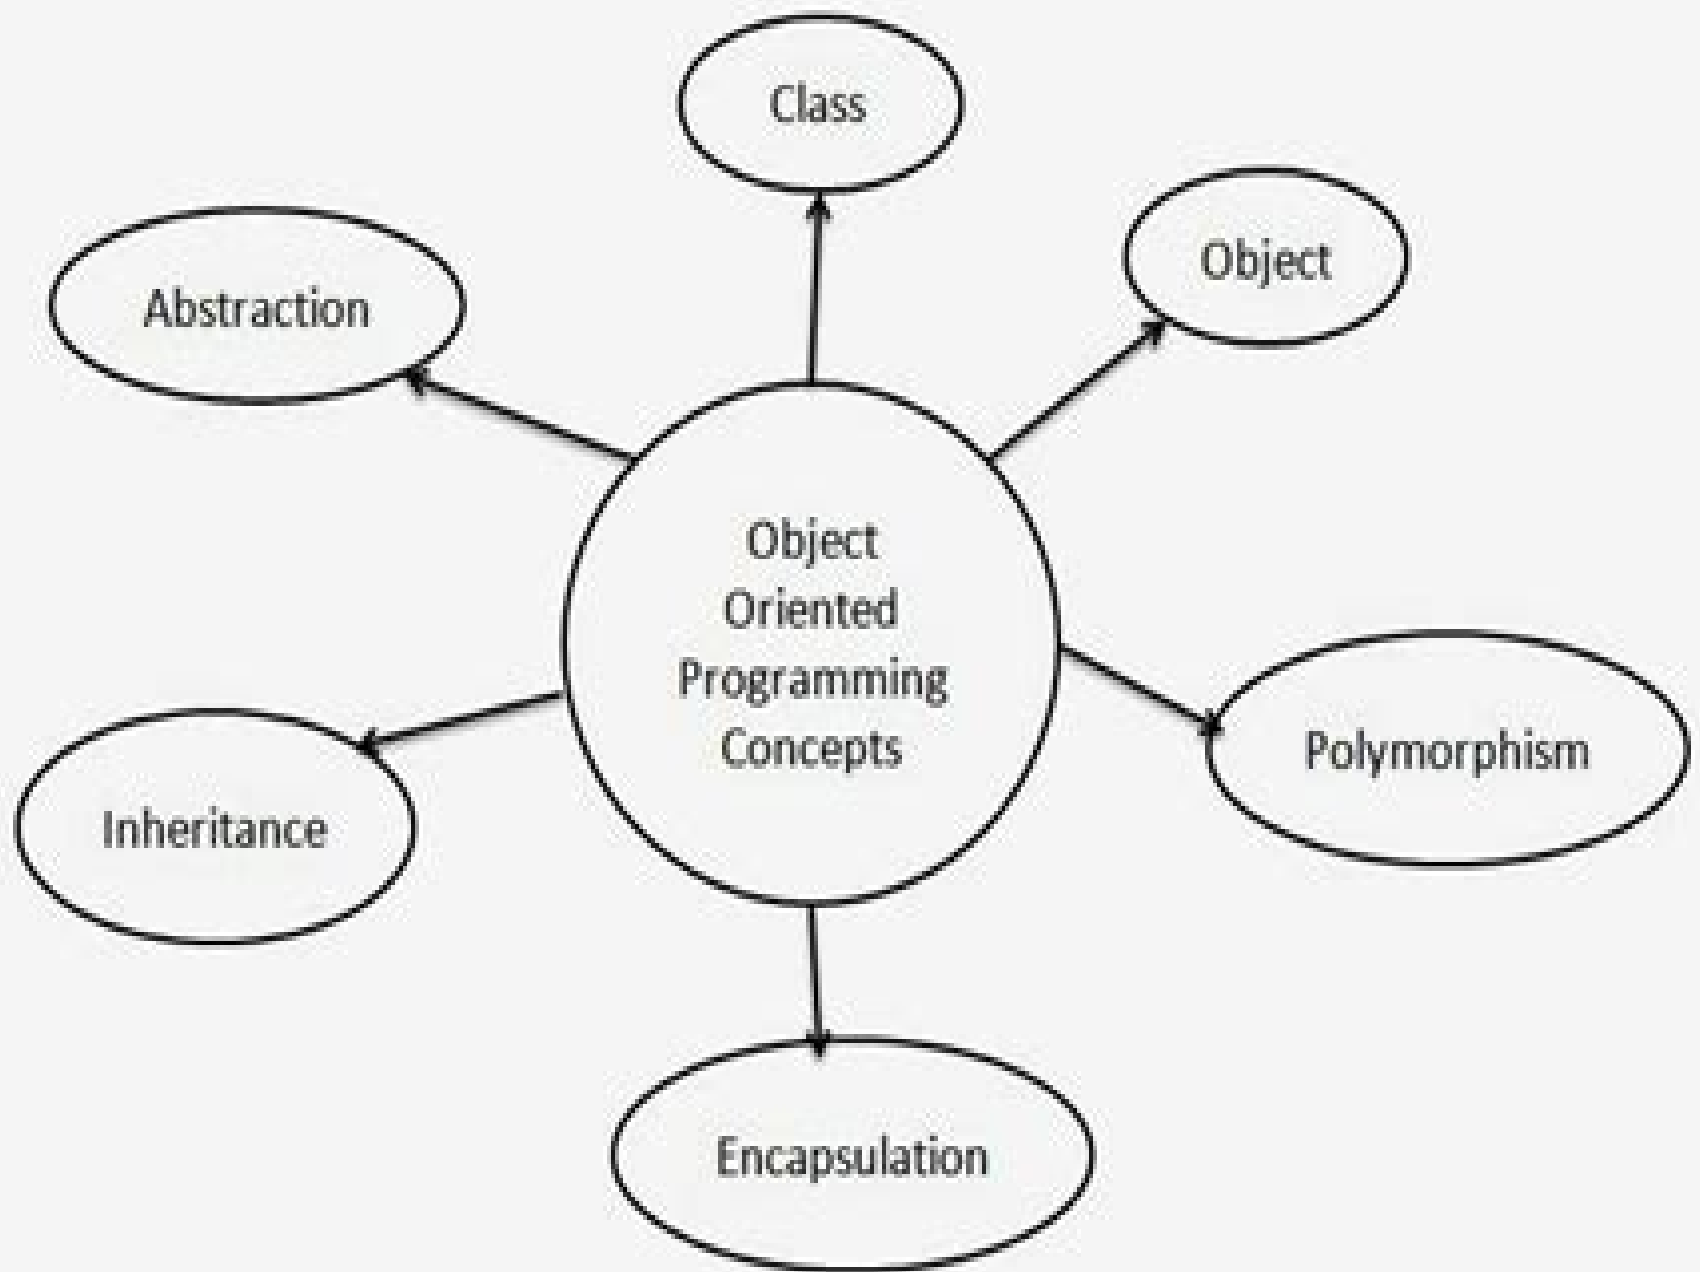 Class
Object
Abstraction
Object
Oriented
Programming
Concepts
Polymorphism
Inheritance
Encapsulation